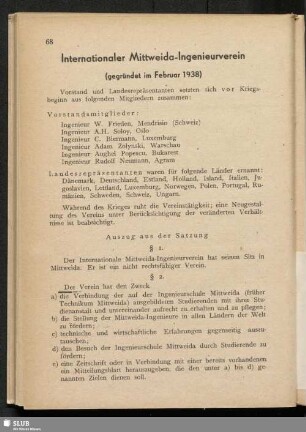 68
Internationaler Mittweida-Ingenieurverein
(gegründet im Februar 1938)
Vorstand und Landesrepräsentanten setzten sich vor Kriegs-
beginn aus folgenden Mitgliedern zusammen:
Vorstandsmitglieder:
Ingenieur W. Friesen, Mendrisio (Schweiz)
Ingenieur A.H. Oslo
Ingenieur C. Biermann, Luxemburg
Ingenieur Adam Zolynski, Warschau
Ingenieur Anghel Popescu, Bukarest
Ingenieur Rudolf Neumann, Agram
Landesrepräsentanten waren für folgende Länder ernannt:
Dänemark, Deutschland, Estland, Holland, Island, Italien, Ju-
goslavien, Lettland, Luxemburg, Norwegen, Polen, Portugal, Ru-
mänien, Schweden, Schweiz, Ungarn.
Während des Krieges ruht die Vereinstätigkeit; eine Neugestal-
tung des Vereins unter Berücksichtigung der veränderten Verhält-
nisse ist beabsichtigt.
Auszug aus der Satzung
§ 1.
Der Internationale Mittweida-Ingenieurverein hat seinen Sitz in
Mittweida. Er ist ein nicht rechtsfähiger Verein.
§ 2.
Der Verein hat den Zweck
a) die Verbindung der auf der Ingenieurschule Mittweida (früher
Technikum Mittweida) ausgebildeten Studierenden mit ihrer Stu-
dienanstalt und untereinander aufrecht zu erhalten und zu pflegen;
b) die Stellung der Mittweida-Ingenieure in allen Ländern der Welt
zu fördern;
c) technische und wirtschaftliche Erfahrungen gegenseitig auszu-
tauschen;
d) den Besuch der Ingenieurschule Mittweida durch Studierende zu
fördern;
e) eine Zeitschrift oder in Verbindung mit einer bereits vorhandenen
ein Mitteilungsblatt herauszugeben, die den unter a) bis d) ge-
nannten Zielen dienen soll.
SLUB